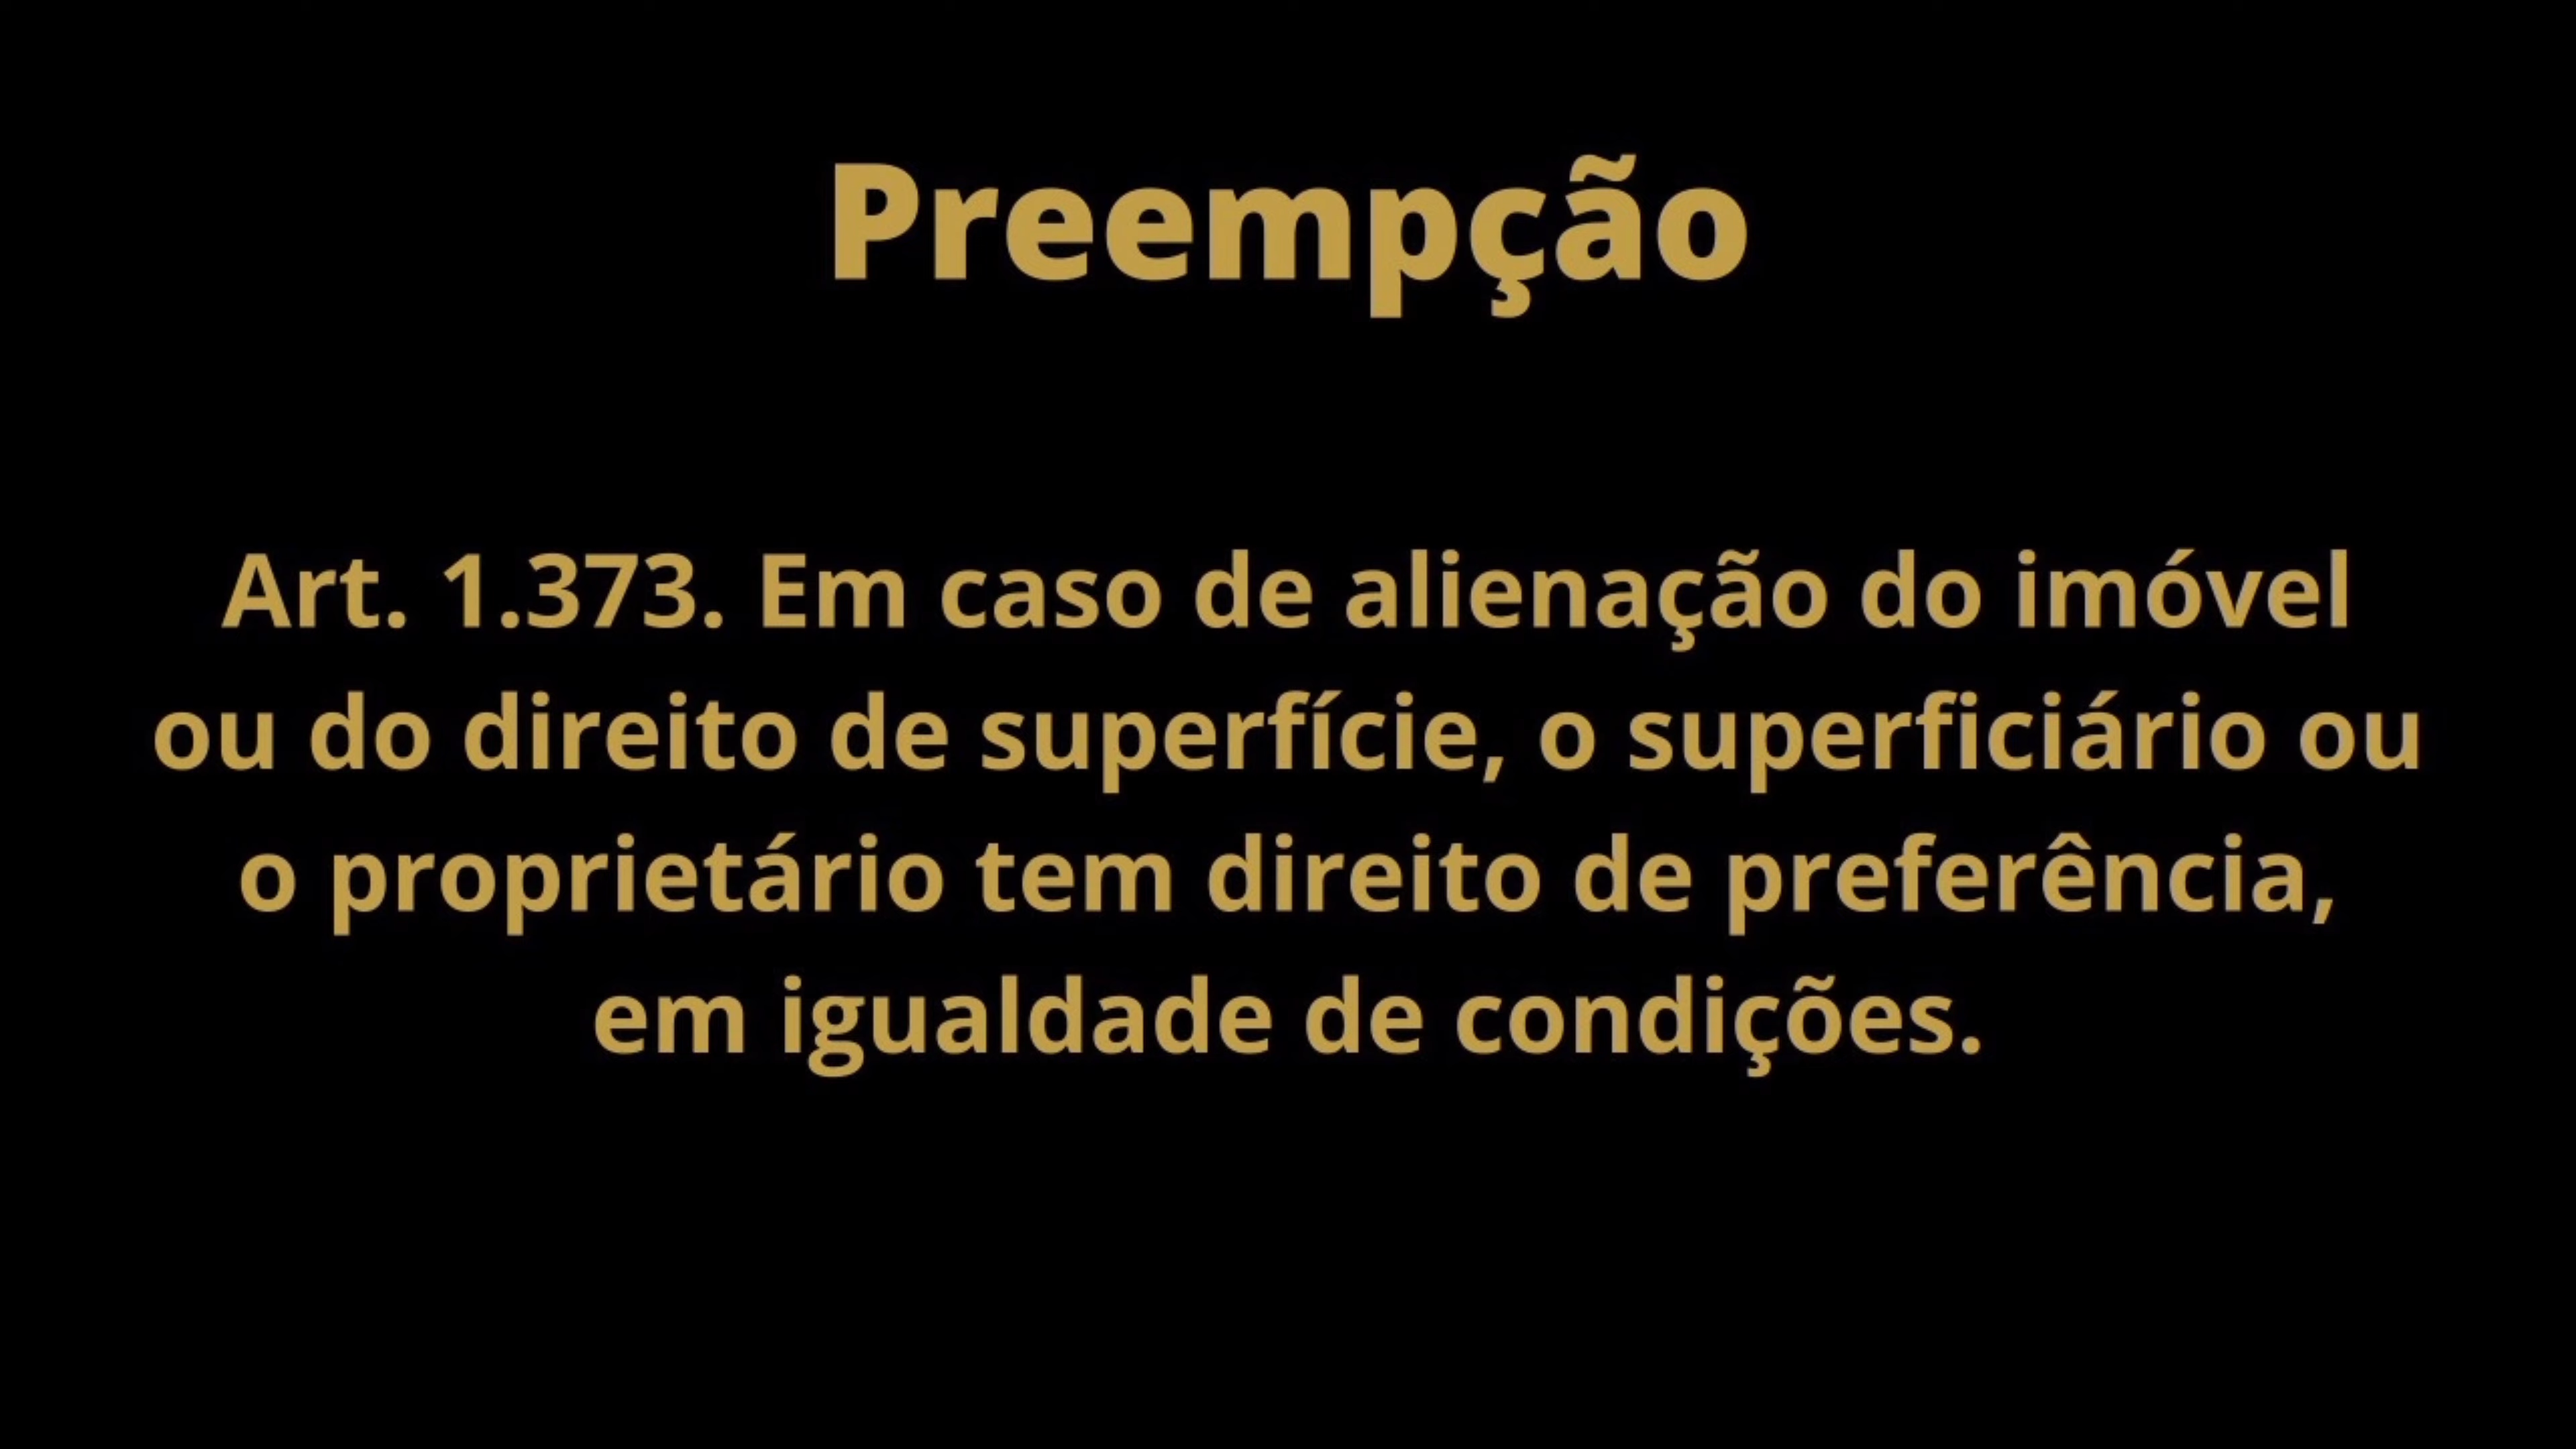 Preempção
Art. 1.373. Em caso de alienação do imóvel
ou do direito de superfície, o superficiário ou
o proprietário tem direito de preferência,
em igualdade de condições.